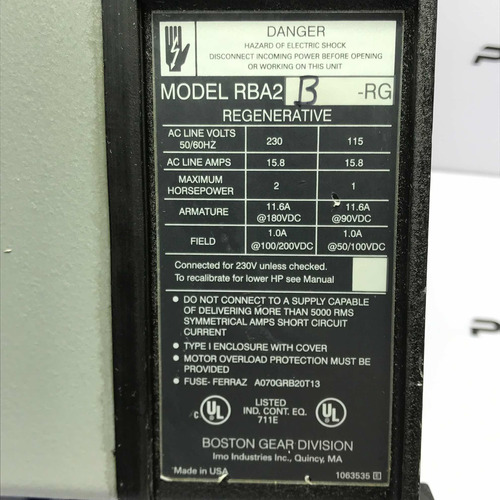 DANGER
HAZARD OF ELECTRIC SHOCK
DISCONNECT INCOMING POWER BEFORE OPENING
OR WORKING ON THIS UNIT
MODEL RBA2 B -RG
REGENERATIVE
AC LINE VOLTS 50/60HZ 230 115
AC LINE AMPS 15.8 15.8
MAXIMUM HORSEPOWER 2 1
ARMATURE 11.6A @180VDC 11.6A @90VDC
FIELD 1.0A @100/200VDC 1.0A @50/100VDC
Connected for 230V unless checked.
To recalibrate for lower HP see Manual
• DO NOT CONNECT TO A SUPPLY CAPABLE
OF DELIVERING MORE THAN 5000 RMS
SYMMETRICAL AMPS SHORT CIRCUIT
CURRENT
• TYPE I ENCLOSURE WITH COVER
• MOTOR OVERLOAD PROTECTION MUST BE
PROVIDED
• FUSE- FERRAZ A070GRB20T13
C UL LISTED UL
IND. CONT. EQ.
711E
BOSTON GEAR DIVISION
Imo Industries Inc., Quincy, MA
Made in USA 1063535 E